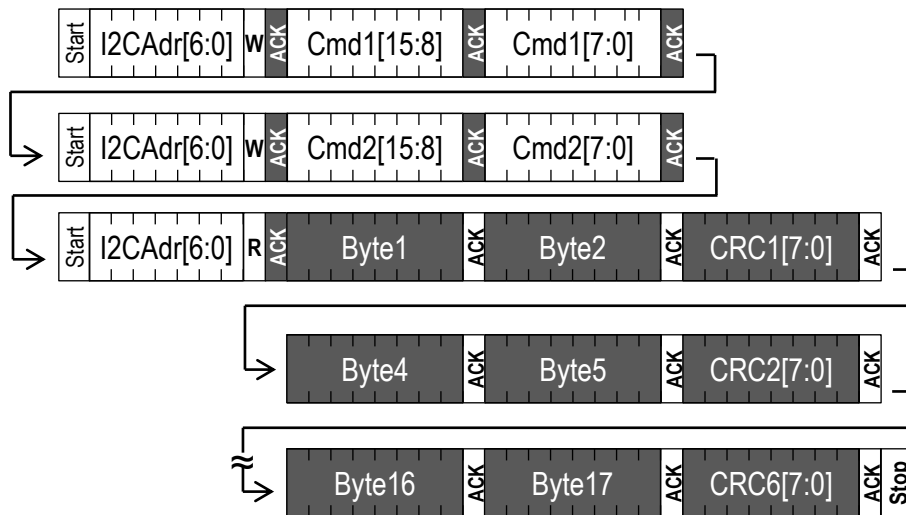 Start I2CAdr[6:0] W ACK Cmd1[15:8] ACK Cmd1[7:0] ACK
Start I2CAdr[6:0] W ACK Cmd2[15:8] ACK Cmd2[7:0] ACK
Start I2CAdr[6:0] R ACK Byte1 ACK Byte2 ACK CRC1[7:0] ACK
Byte4 ACK Byte5 ACK CRC2[7:0] ACK
Byte16 ACK Byte17 ACK CRC6[7:0] ACK Stop